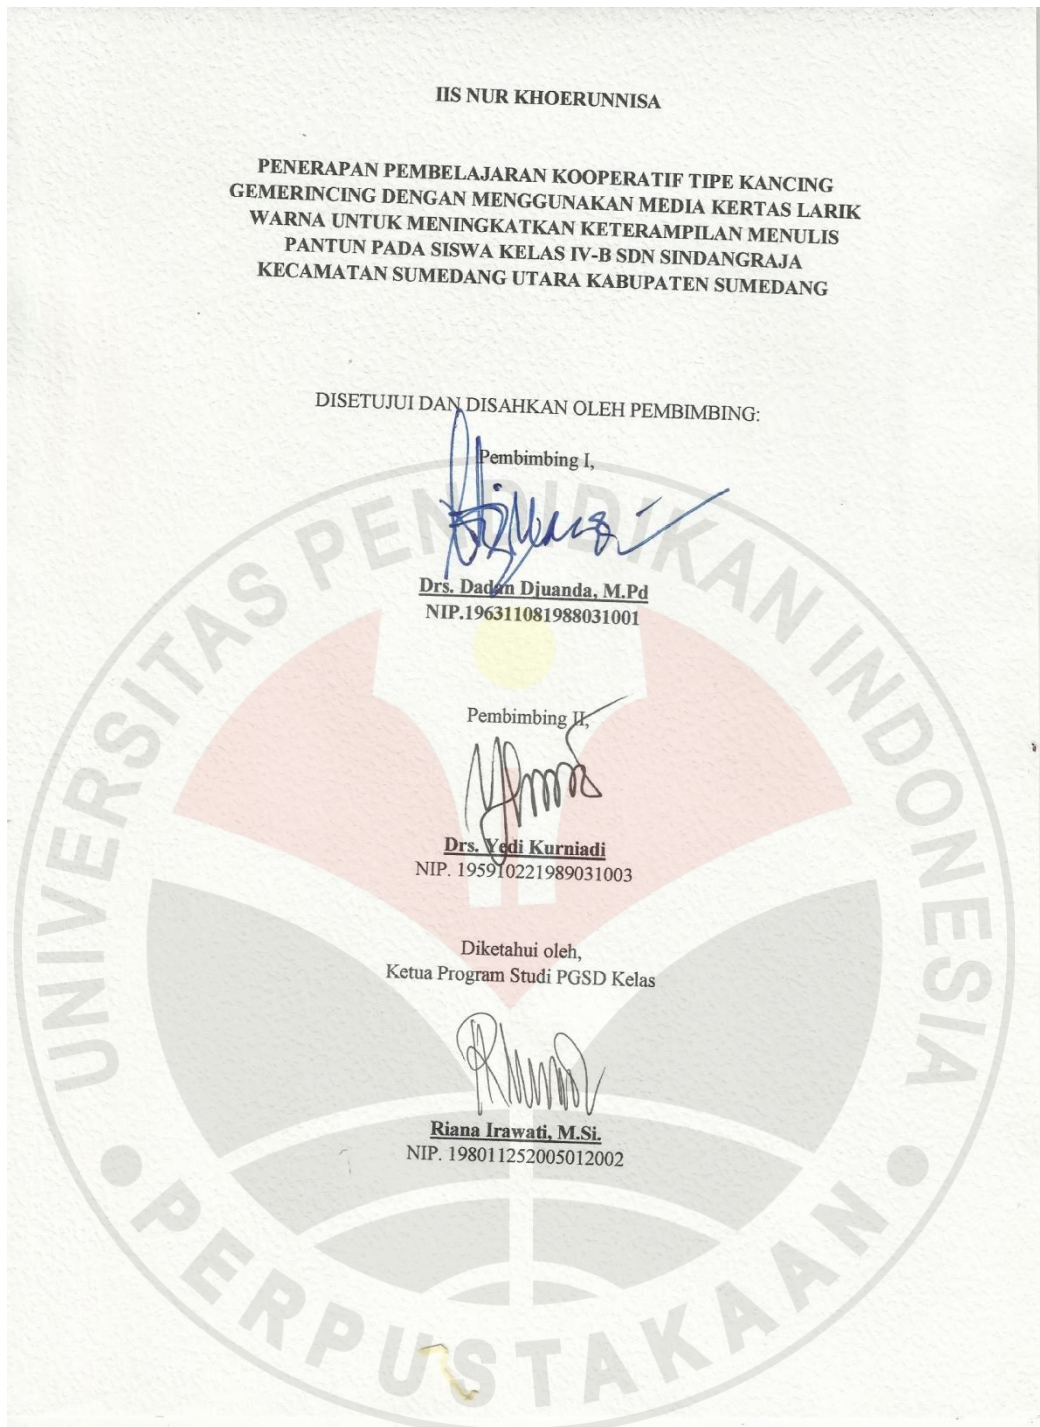 IIS NUR KHOERUNNISA
PENERAPAN PEMBELAJARAN KOOPERATIF TIPE KANCING
GEMERINCING DENGAN MENGGUNAKAN MEDIA KERTAS LARIK
WARNA UNTUK MENINGKATKAN KETERAMPILAN MENULIS
PANTUN PADA SISWA KELAS IV-B SDN SINDANGRAJA
KECAMATAN SUMEDANG UTARA KABUPATEN SUMEDANG
DISETUJUI DAN DISAHKAN OLEH PEMBIMBING:
Pembimbing I,
Drs. Dadan Djuanda, M.Pd
NIP.196311081988031001
Pembimbing II,
Drs. Yedi Kurniadi
NIP. 195910221989031003
Diketahui oleh,
Ketua Program Studi PGSD Kelas
Riana Irawati, M.Si.
NIP. 198011252005012002
UNIVERSITAS PENDIDIKAN INDONESIA
PERPUSTAKAAN